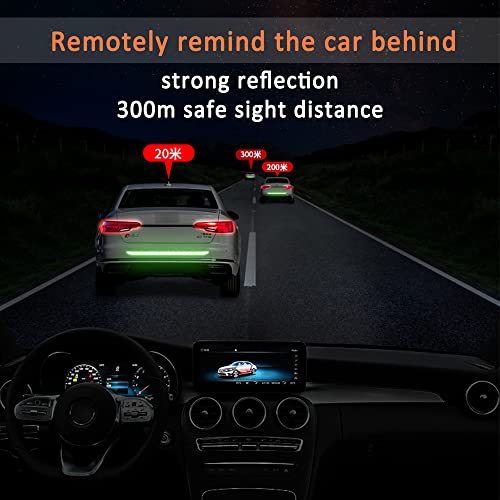 Remotely remind the car behind
strong reflection
300m safe sight distance
20米
300米
200米